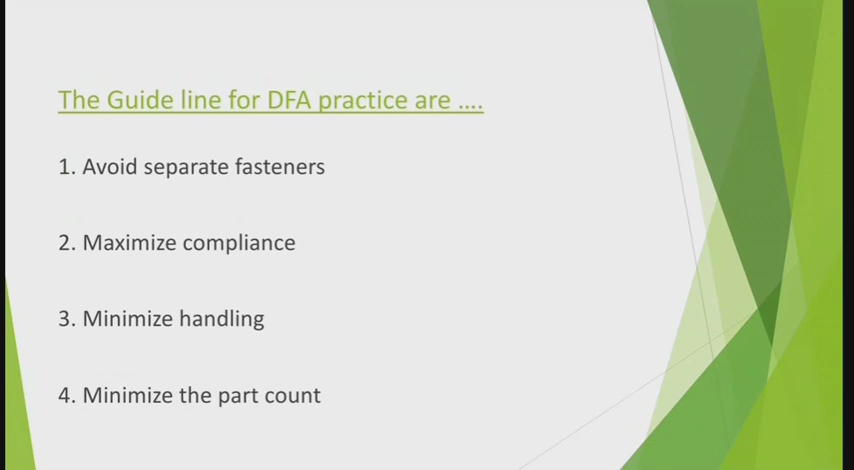 The Guide line for DFA practice are ....
1. Avoid separate fasteners
2. Maximize compliance
3. Minimize handling
4. Minimize the part count